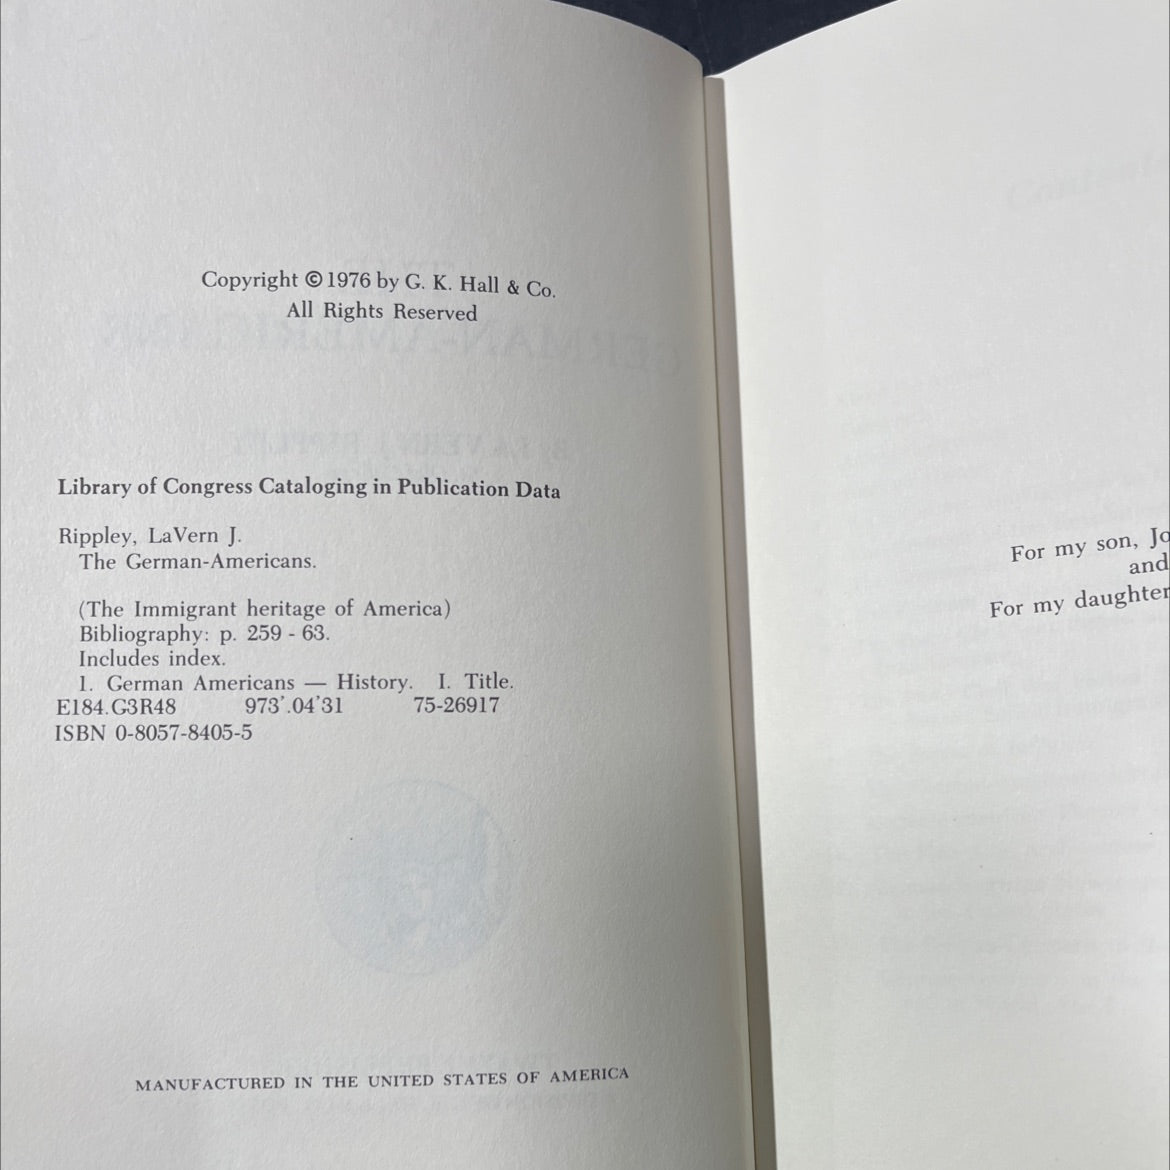 Copyright © 1976 by G. K. Hall & Co.
All Rights Reserved
Library of Congress Cataloging in Publication Data
Rippley, LaVern J.
The German-Americans.
(The Immigrant heritage of America)
Bibliography: p. 259 - 63.
Includes index.
1. German Americans — History. I. Title.
E184.G3R48 973'.04'31 75-26917
ISBN 0-8057-8405-5
MANUFACTURED IN THE UNITED STATES OF AMERICA
For my son, Jo
and
For my daughter